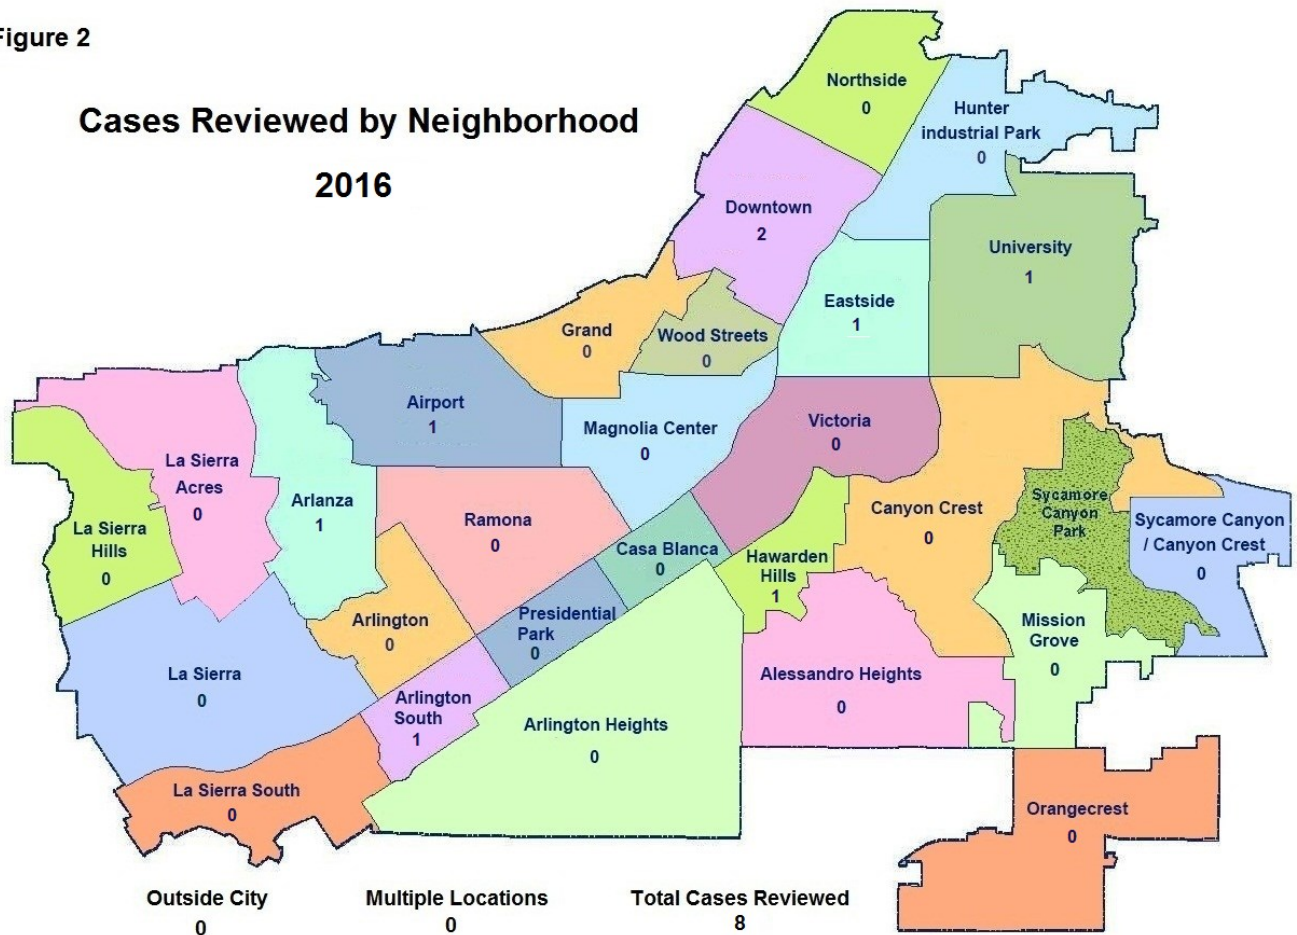 Figure 2
Cases Reviewed by Neighborhood
2016
Northside
0
Hunter
industrial Park
0
Downtown
2
University
1
Eastside
1
Grand
0
Wood Streets
0
Airport
1
Magnolia Center
0
Victoria
0
La Sierra
Acres
0
Arlanza
1
La Sierra
Hills
0
Ramona
0
Casa Blanca
0
Hawarden
Hills
1
Canyon Crest
0
Sycamore
Canyon
Park
Sycamore Canyon
/ Canyon Crest
0
Arlington
0
Presidential
Park
0
Mission
Grove
0
La Sierra
0
Arlington
South
1
Arlington Heights
0
Alessandro Heights
0
La Sierra South
0
Orangecrest
0
Outside City
0
Multiple Locations
0
Total Cases Reviewed
8